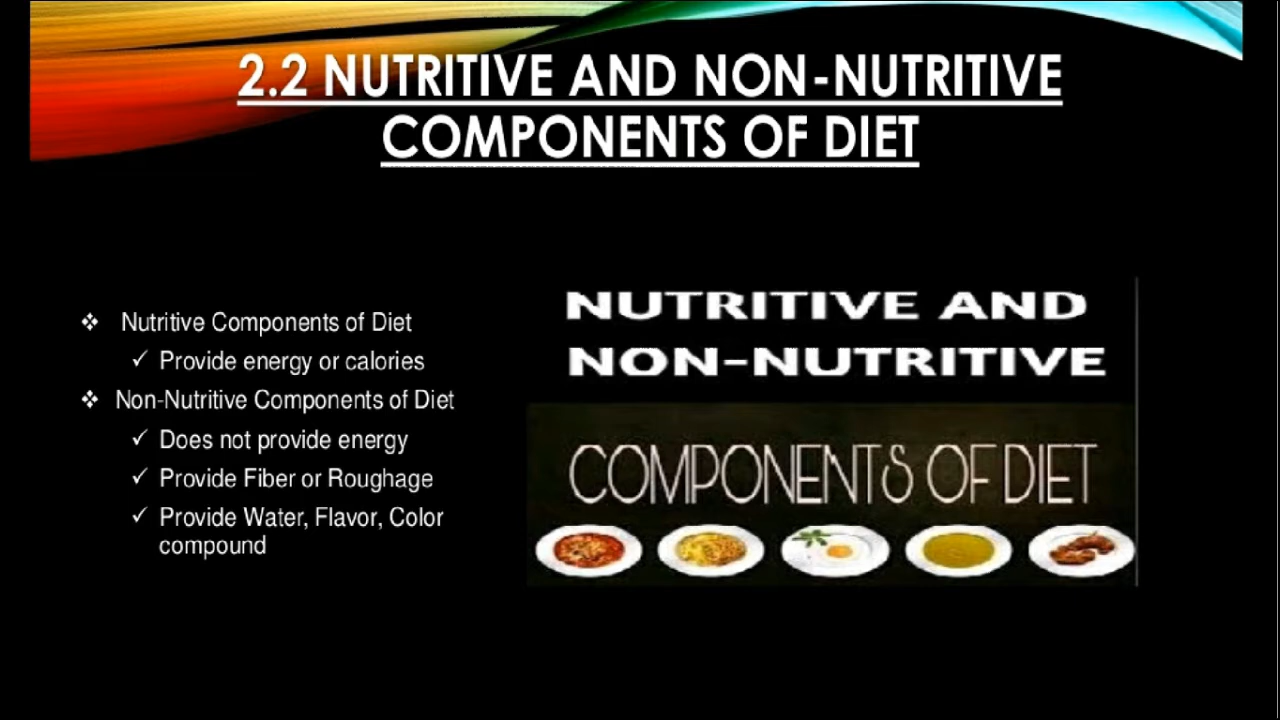 2.2 NUTRITIVE AND NON-NUTRITIVE
COMPONENTS OF DIET
❖ Nutritive Components of Diet
✓ Provide energy or calories
❖ Non-Nutritive Components of Diet
✓ Does not provide energy
✓ Provide Fiber or Roughage
✓ Provide Water, Flavor, Color
compound
NUTRITIVE AND
NON-NUTRITIVE
COMPONENTS OF DIET